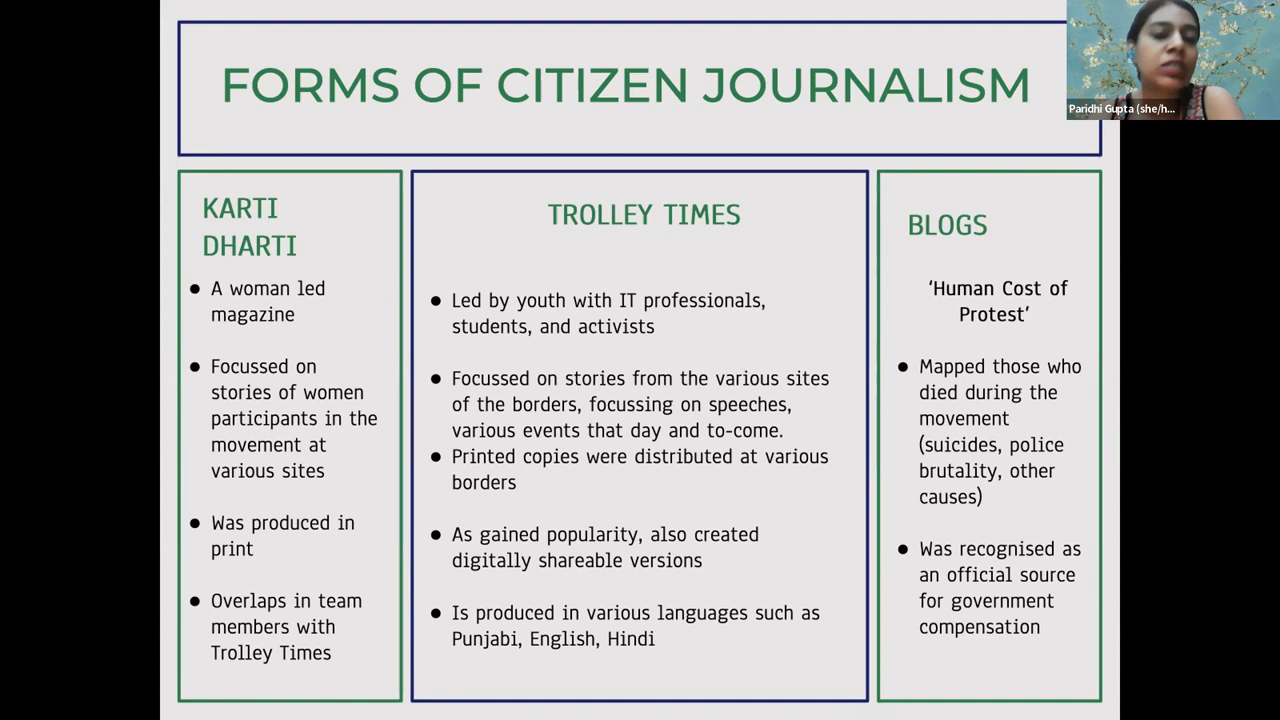 FORMS OF CITIZEN JOURNALISM
Paridhi Gupta (she/h...
KARTI
DHARTI
● A woman led
magazine
● Focussed on
stories of women
participants in the
movement at
various sites
● Was produced in
print
● Overlaps in team
members with
Trolley Times
TROLLEY TIMES
● Led by youth with IT professionals,
students, and activists
● Focussed on stories from the various sites
of the borders, focussing on speeches,
various events that day and to-come.
● Printed copies were distributed at various
borders
● As gained popularity, also created
digitally shareable versions
● Is produced in various languages such as
Punjabi, English, Hindi
BLOGS
‘Human Cost of
Protest’
● Mapped those who
died during the
movement
(suicides, police
brutality, other
causes)
● Was recognised as
an official source
for government
compensation